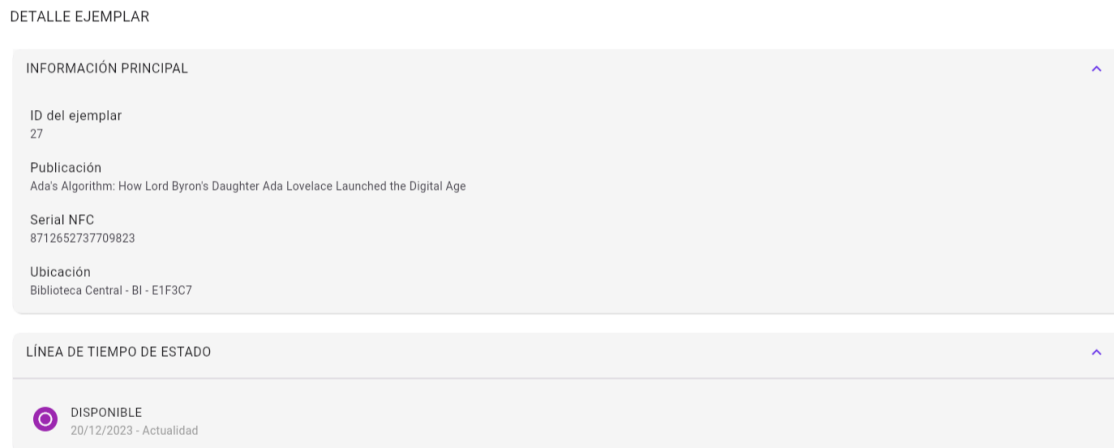 DETALLE EJEMPLAR
INFORMACIÓN PRINCIPAL
ID del ejemplar
27
Publicación
Ada's Algorithm: How Lord Byron's Daughter Ada Lovelace Launched the Digital Age
Serial NFC
8712652737709823
Ubicación
Biblioteca Central - BI - E1F3C7
LÍNEA DE TIEMPO DE ESTADO
DISPONIBLE
20/12/2023 - Actualidad